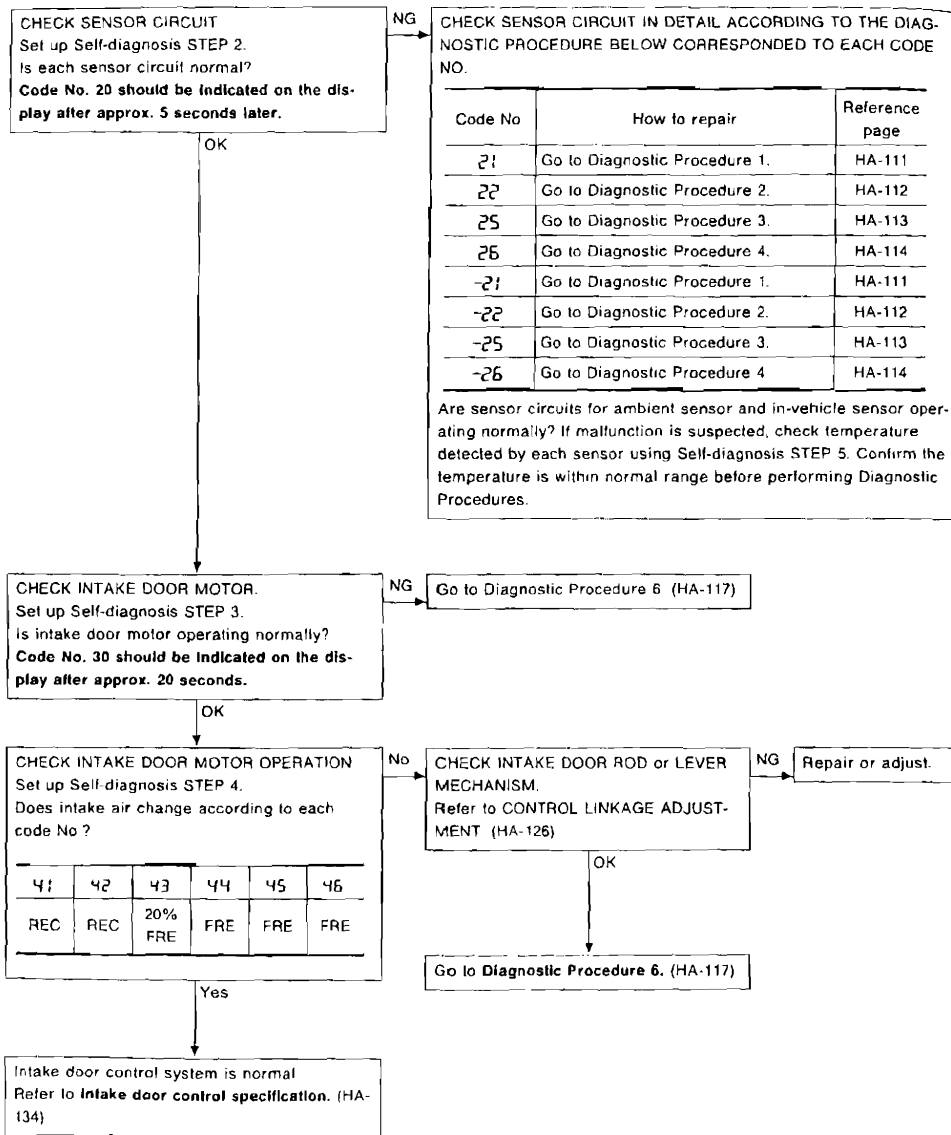 CHECK SENSOR CIRCUIT
Set up Self-diagnosis STEP 2.
Is each sensor circuit normal?
Code No. 20 should be indicated on the dis-
play after approx. 5 seconds later.
NG
OK
CHECK SENSOR CIRCUIT IN DETAIL ACCORDING TO THE DIAG-
NOSTIC PROCEDURE BELOW CORRESPONDED TO EACH CODE
NO.
Code No How to repair Reference page
21 Go to Diagnostic Procedure 1. HA-111
22 Go to Diagnostic Procedure 2. HA-112
25 Go to Diagnostic Procedure 3. HA-113
26 Go to Diagnostic Procedure 4. HA-114
-21 Go to Diagnostic Procedure 1. HA-111
-22 Go to Diagnostic Procedure 2. HA-112
-25 Go to Diagnostic Procedure 3. HA-113
-26 Go to Diagnostic Procedure 4 HA-114
Are sensor circuits for ambient sensor and in-vehicle sensor oper-
ating normally? If malfunction is suspected, check temperature
detected by each sensor using Self-diagnosis STEP 5. Confirm the
temperature is within normal range before performing Diagnostic
Procedures.
CHECK INTAKE DOOR MOTOR.
Set up Self-diagnosis STEP 3.
Is intake door motor operating normally?
Code No. 30 should be indicated on the dis-
play after approx. 20 seconds.
NG
Go to Diagnostic Procedure 6 (HA-117)
OK
CHECK INTAKE DOOR MOTOR OPERATION
Set up Self-diagnosis STEP 4.
Does intake air change according to each
code No ?
41 42 43 44 45 46
REC REC 20% FRE FRE FRE FRE
No
CHECK INTAKE DOOR ROD or LEVER
MECHANISM.
Refer to CONTROL LINKAGE ADJUST-
MENT (HA-126)
NG
Repair or adjust.
OK
Go to Diagnostic Procedure 6. (HA-117)
Yes
Intake door control system is normal
Refer to Intake door control specification. (HA-
134)